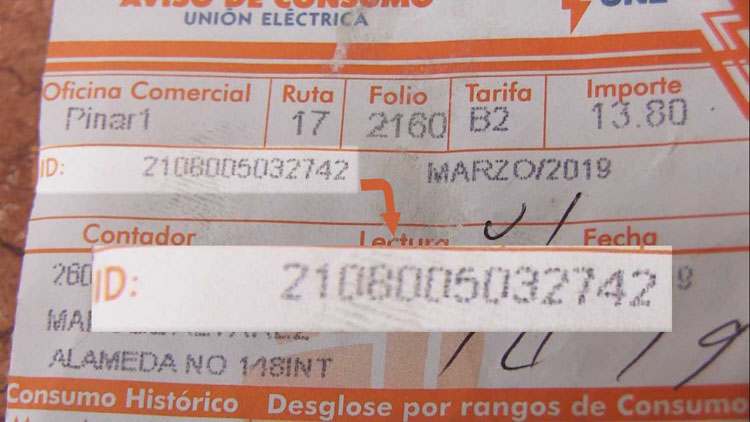 AVISO DE CONSUMO
UNIÓN ELÉCTRICA
UNE
Oficina Comercial Ruta Folio Tarifa Importe
Pinar1 17 2160 B2 13.80
ID: 2108005032742 MARZO/2019
Contador Lectura Fecha
ID: 2108005032742
ALAMEDA NO 148INT
Consumo Histórico Desglose por rangos de Consumo